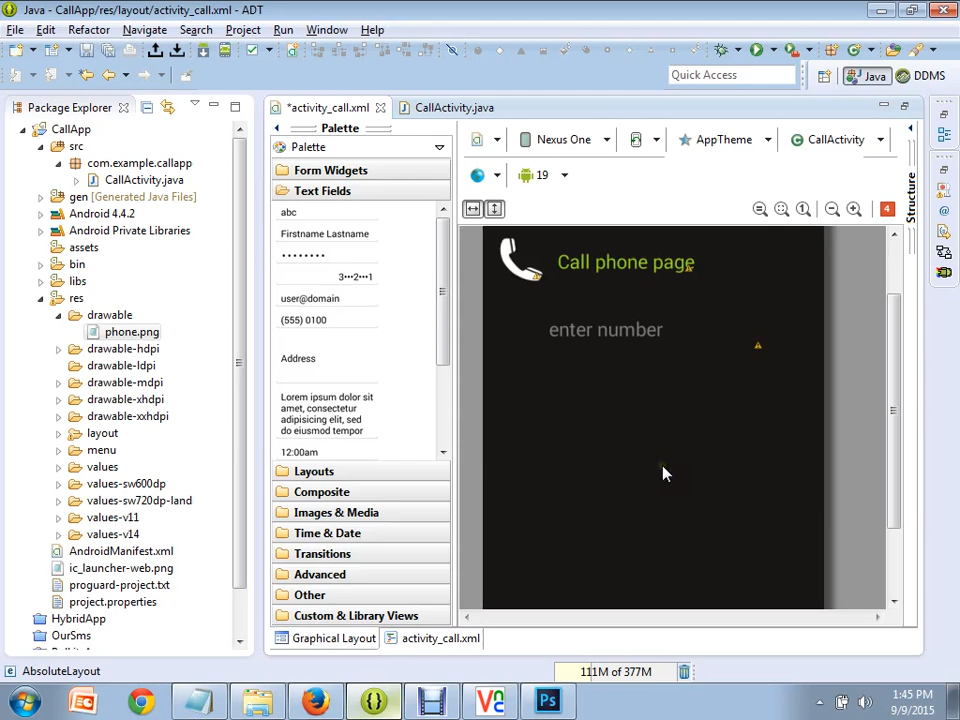 Java - CallApp/res/layout/activity_call.xml - ADT
File Edit Refactor Navigate Search Project Run Window Help
Quick Access
Java
DDMS
Package Explorer
CallApp
src
com.example.callapp
CallActivity.java
gen [Generated Java Files]
Android 4.4.2
Android Private Libraries
assets
bin
libs
res
drawable
phone.png
drawable-hdpi
drawable-ldpi
drawable-mdpi
drawable-xhdpi
drawable-xxhdpi
layout
menu
values
values-sw600dp
values-sw720dp-land
values-v11
values-v14
AndroidManifest.xml
ic_launcher-web.png
proguard-project.txt
project.properties
HybridApp
OurSms
*activity_call.xml
CallActivity.java
Palette
Palette
Form Widgets
Text Fields
abc
Firstname Lastname
••••••••
3••2••1
user@domain
(555) 0100
Address
Lorem ipsum dolor sit
amet, consectetur
adipisicing elit, sed
do eiusmod tempor
12:00am
Layouts
Composite
Images & Media
Time & Date
Transitions
Advanced
Other
Custom & Library Views
Nexus One
AppTheme
CallActivity
19
4
Structure
Call phone page
enter number
Graphical Layout
activity_call.xml
AbsoluteLayout
111M of 377M
1:45 PM
9/9/2015